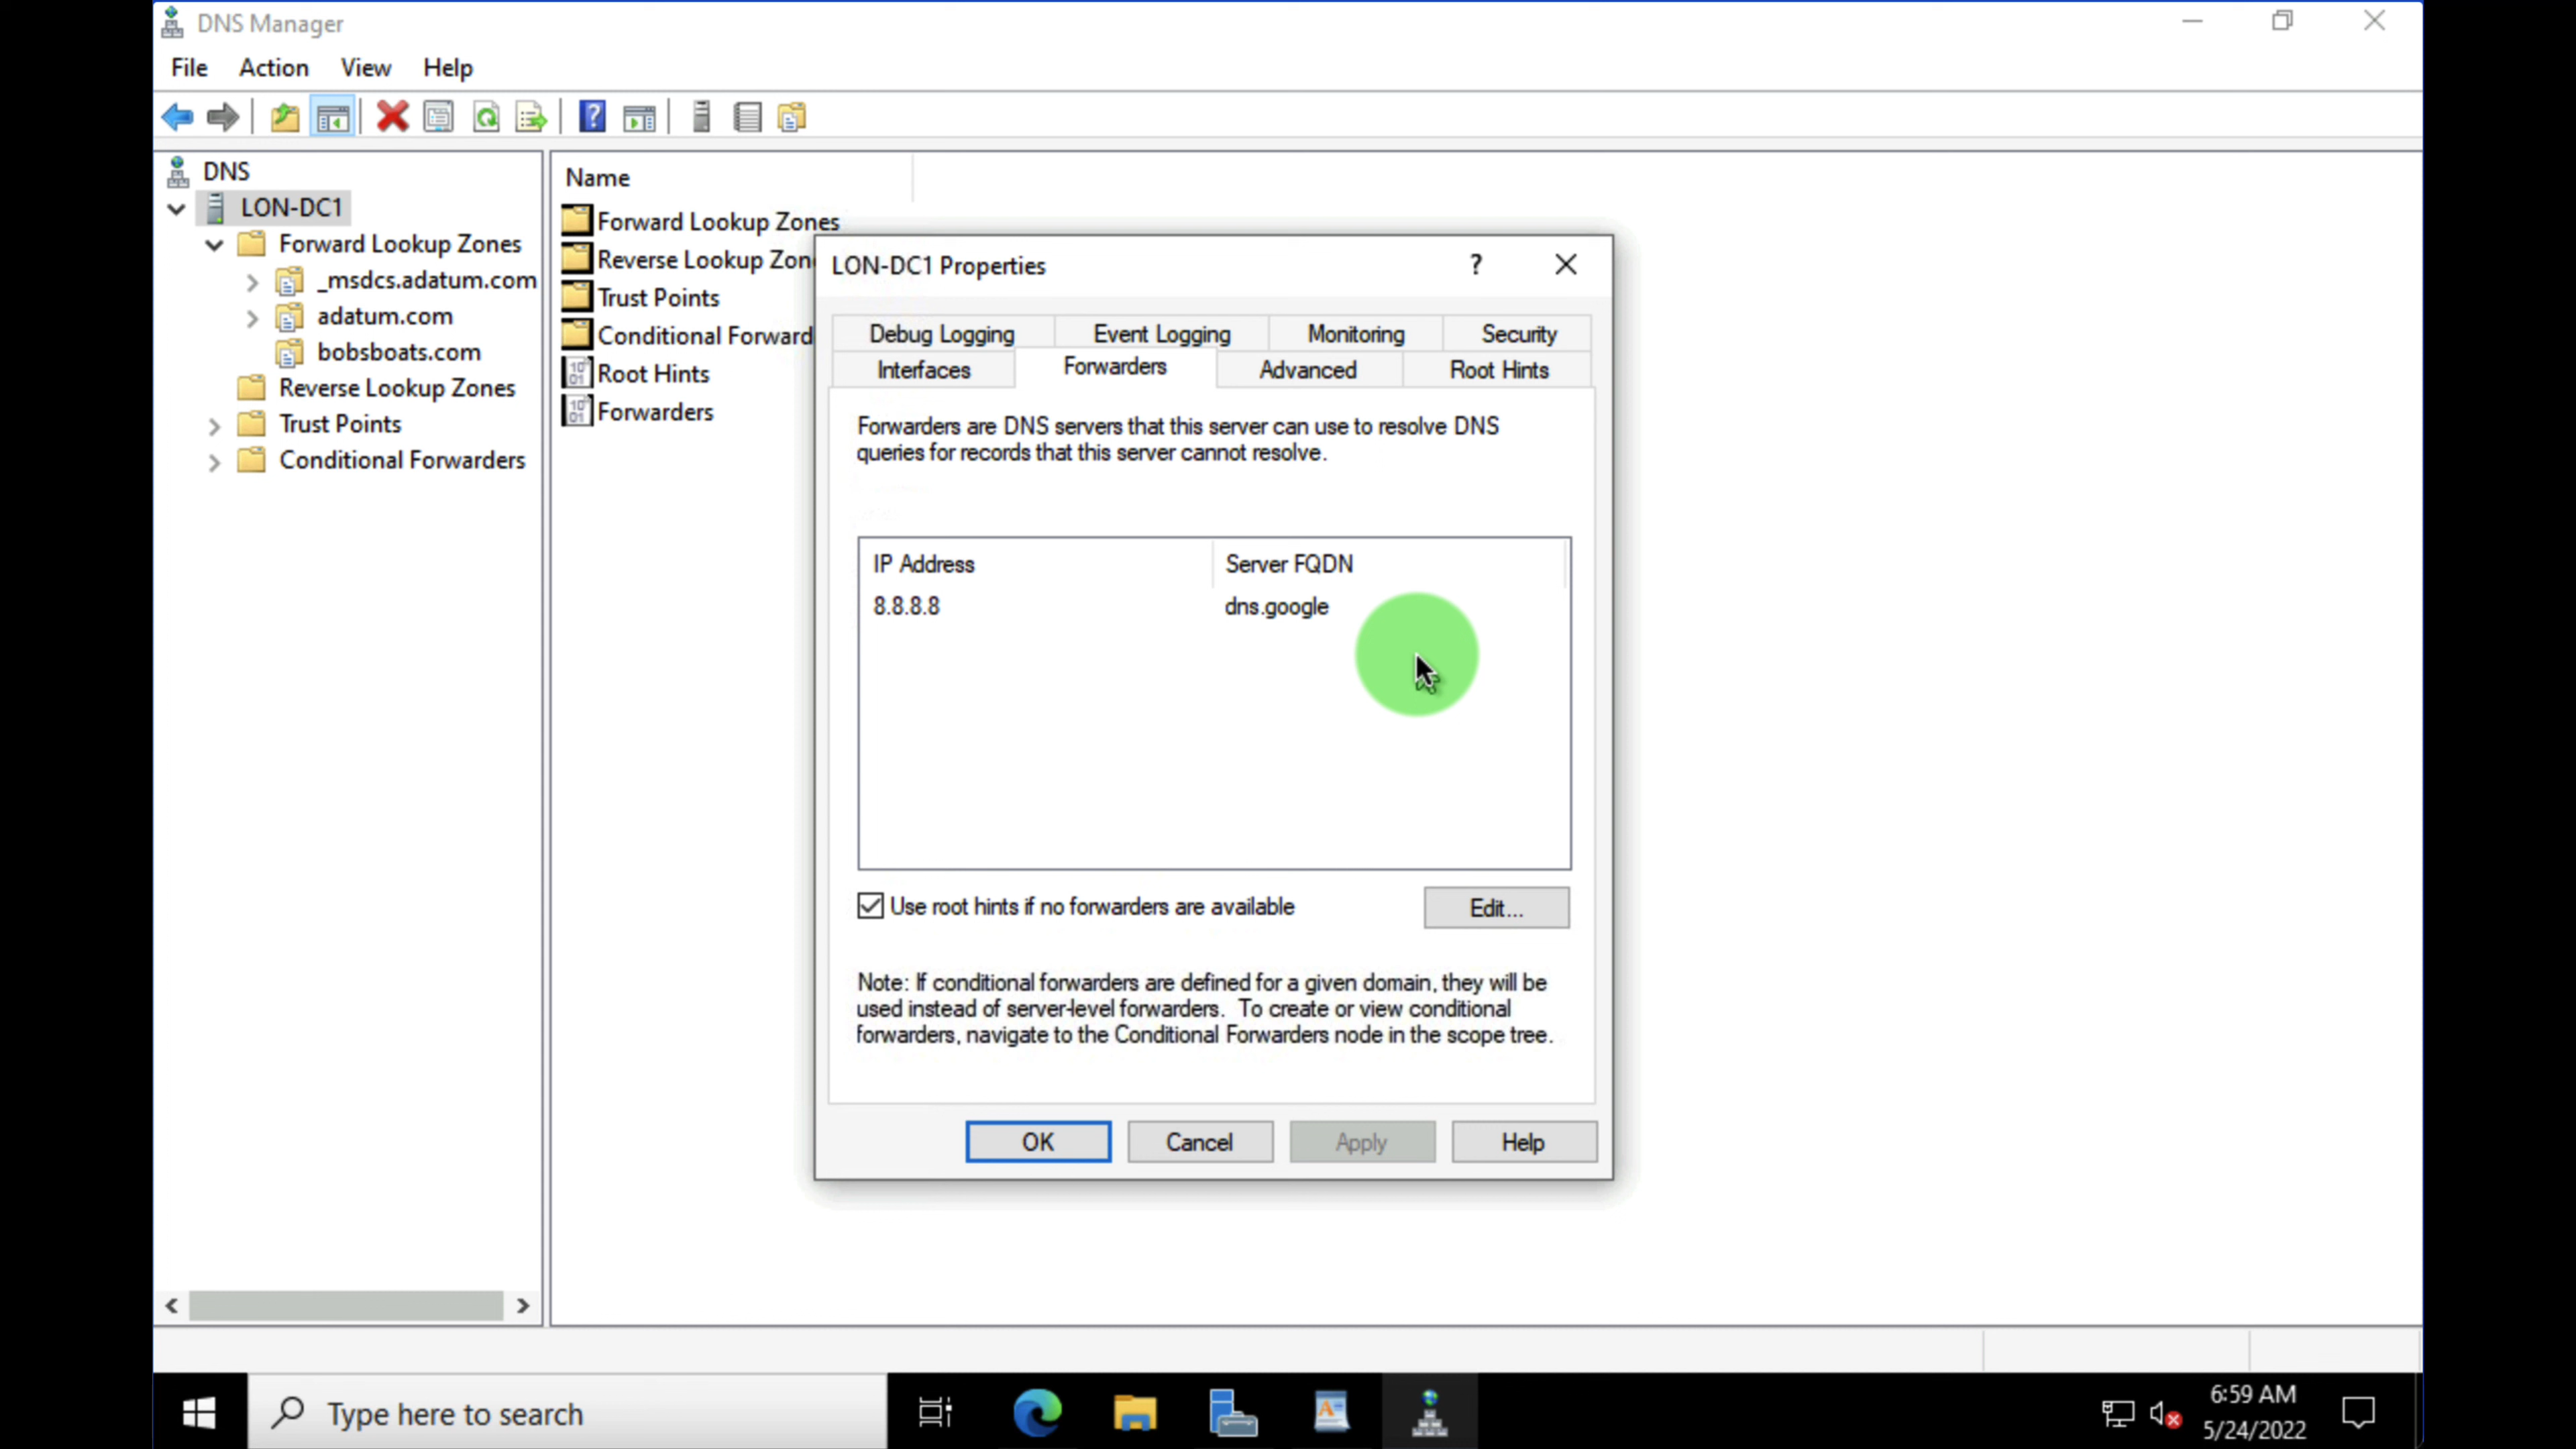 DNS Manager
File Action View Help
DNS
LON-DC1
Forward Lookup Zones
_msdcs.adatum.com
adatum.com
bobsboats.com
Reverse Lookup Zones
Trust Points
Conditional Forwarders
Name
Forward Lookup Zones
Reverse Lookup Zon
Trust Points
Conditional Forward
Root Hints
Forwarders
LON-DC1 Properties
Debug Logging Event Logging Monitoring Security
Interfaces Forwarders Advanced Root Hints
Forwarders are DNS servers that this server can use to resolve DNS
queries for records that this server cannot resolve.
IP Address Server FQDN
8.8.8.8 dns.google
Use root hints if no forwarders are available Edit...
Note: If conditional forwarders are defined for a given domain, they will be
used instead of server-level forwarders. To create or view conditional
forwarders, navigate to the Conditional Forwarders node in the scope tree.
OK Cancel Apply Help
Type here to search
6:59 AM
5/24/2022